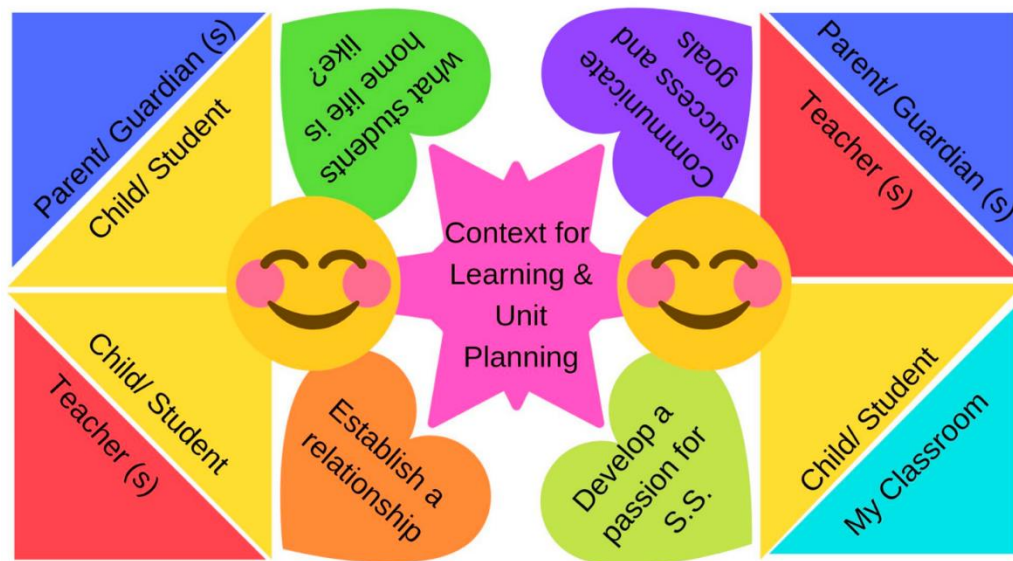 Parent/ Guardian (s)
Child/ Student
what students
home life is
like?
Communicate
success and
goals
Parent/ Guardian (s)
Teacher (s)
Context for
Learning &
Unit
Planning
Child/ Student
Teacher (s)
Establish a
relationship
Develop a
passion for
S.S.
Child/ Student
My Classroom